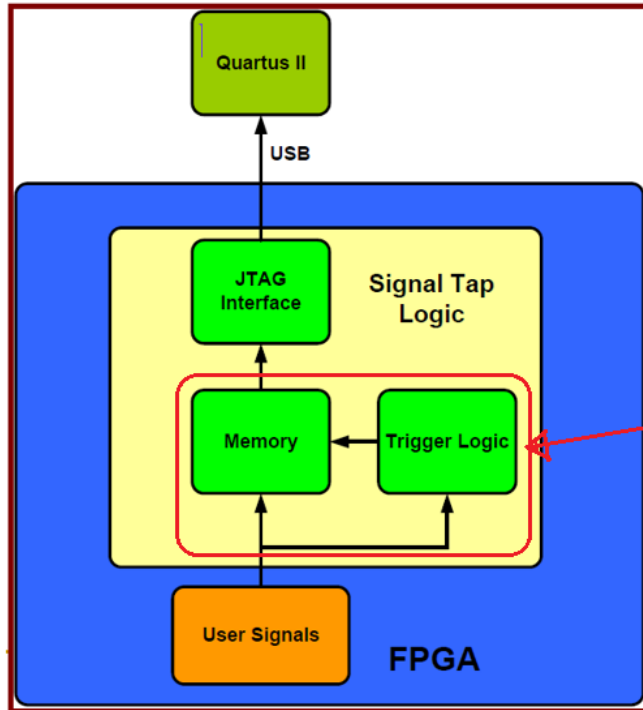 Quartus II
USB
JTAG
Interface
Signal Tap
Logic
Memory
Trigger Logic
User Signals
FPGA